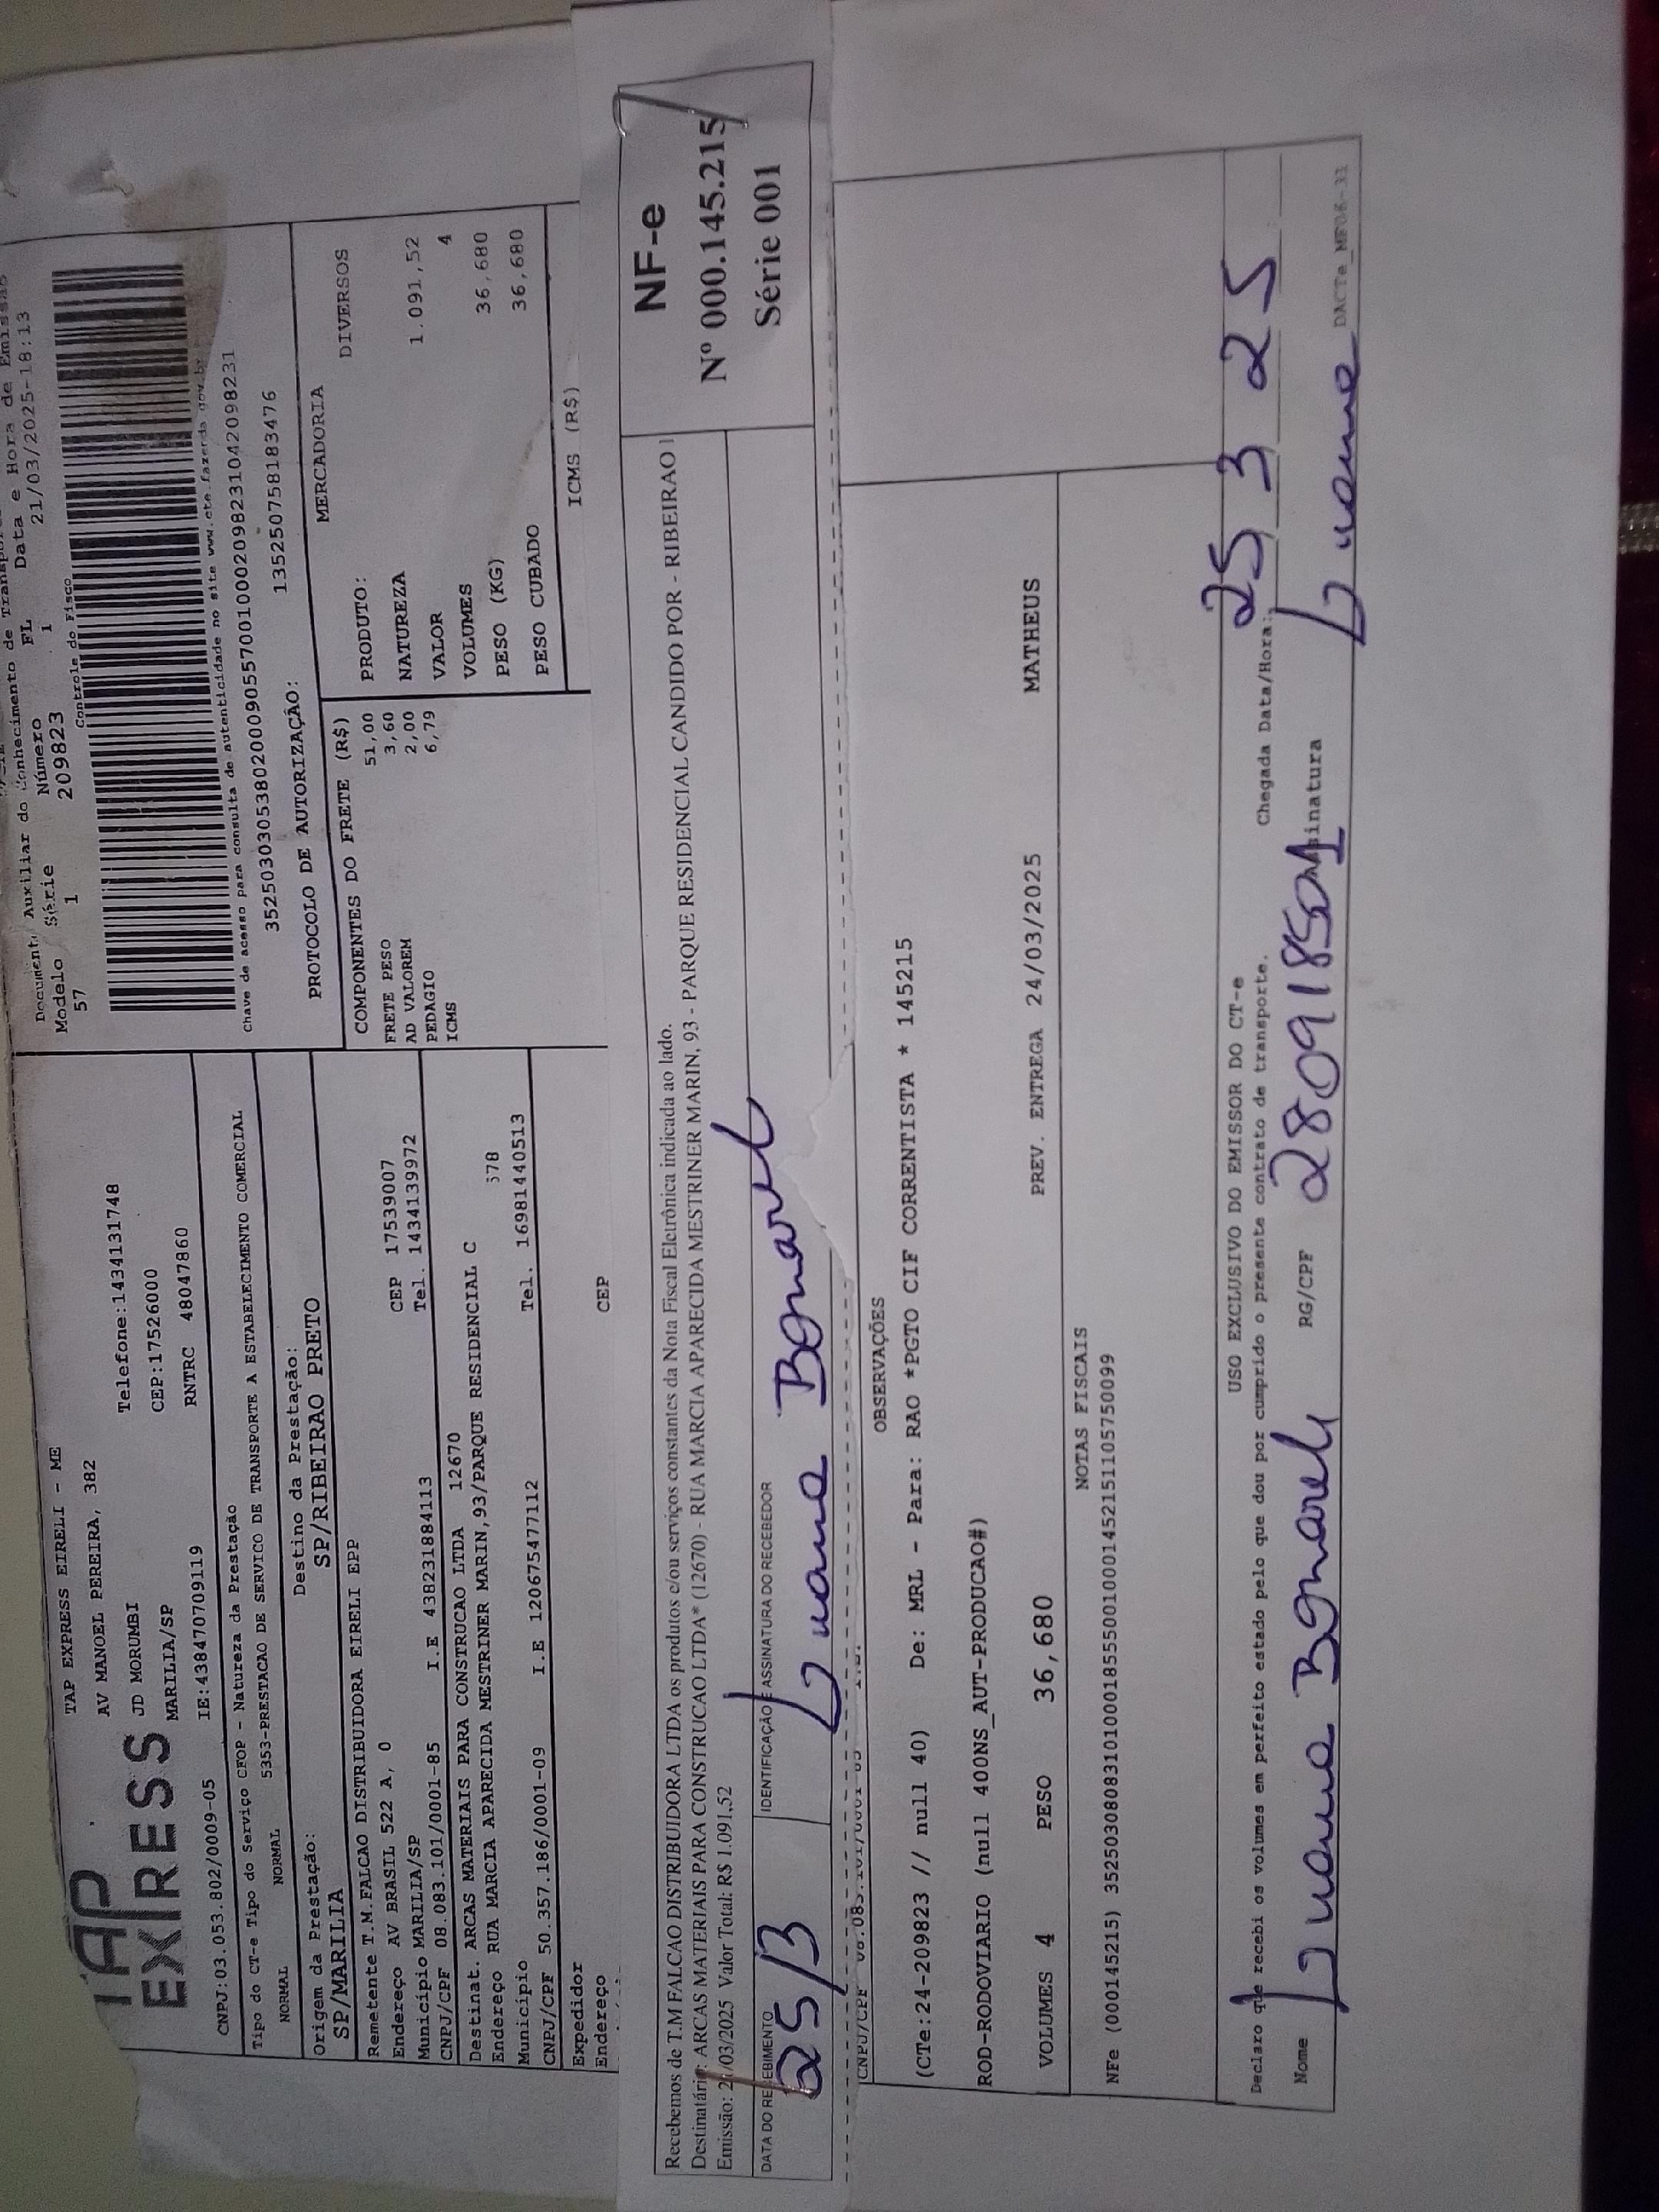 TAP EXPRESS
TAP EXPRESS EIRELI - ME
AV MANOEL PEREIRA, 382
JD MORUMBI Telefone:1434131748
MARILIA/SP CEP:17526000
CNPJ:03.053.802/0009-05 IE:438470709119 RNTRC 48047860
Tipo do CT-e Tipo do Serviço CFOP - Natureza da Prestação
NORMAL NORMAL 5353-PRESTACAO DE SERVICO DE TRANSPORTE A ESTABELECIMENTO COMERCIAL
Origem da Prestação: Destino da Prestação:
SP/MARILIA SP/RIBEIRAO PRETO
Remetente T.M.FALCAO DISTRIBUIDORA EIRELI EPP
Endereço AV BRASIL 522 A, 0 CEP 17539007
Município MARILIA/SP Tel. 1434139972
CNPJ/CPF 08.083.101/0001-85 I.E 438231884113
Destinat. ARCAS MATERIAIS PARA CONSTRUCAO LTDA 12670
Endereço RUA MARCIA APARECIDA MESTRINER MARIN,93/PARQUE RESIDENCIAL C
Município 578
CNPJ/CPF 50.357.186/0001-09 I.E 120675477112 Tel. 16981440513
Expedidor
Endereço CEP
Data e Hora de Emissão
Documento Auxiliar do Conhecimento de Transporte
Modelo Série Número FL 21/03/2025-18:13
57 1 209823 1
Controle do Fisco
Chave de acesso para consulta de autenticidade no site www.cte.fazenda.gov.br
35250303053802000905570010002098231042098231
PROTOCOLO DE AUTORIZAÇÃO: 135250758183476
COMPONENTES DO FRETE (R$)
FRETE PESO 51,00
AD VALOREM 3,60
PEDAGIO 2,00
ICMS 6,79
MERCADORIA
PRODUTO: DIVERSOS
NATUREZA
VALOR 1.091,52
VOLUMES 4
PESO (KG) 36,680
PESO CUBADO 36,680
ICMS (R$)
Recebemos de T.M FALCAO DISTRIBUIDORA LTDA os produtos e/ou serviços constantes da Nota Fiscal Eletrônica indicada ao lado.
Destinatário: ARCAS MATERIAIS PARA CONSTRUCAO LTDA* (12670) - RUA MARCIA APARECIDA MESTRINER MARIN, 93 - PARQUE RESIDENCIAL CANDIDO POR - RIBEIRAO
Emissão: 21/03/2025 Valor Total: R$ 1.091,52
DATA DO RECEBIMENTO IDENTIFICAÇÃO E ASSINATURA DO RECEBEDOR
25/3
NF-e
Nº 000.145.215
Série 001
CNPJ/CPF 08.083.101/0001-85
OBSERVAÇÕES
(CTe:24-209823 // null 40) De: MRL - Para: RAO *PGTO CIF CORRENTISTA * 145215
ROD-RODOVIARIO (null 400NS_AUT-PRODUCAO#)
VOLUMES 4 PESO 36,680 PREV. ENTREGA 24/03/2025 MATHEUS
NOTAS FISCAIS
NFe (000145215) 35250308083101000185550010001452151105750099
USO EXCLUSIVO DO EMISSOR DO CT-e
Declaro que recebi os volumes em perfeito estado pelo que dou por cumprido o presente contrato de transporte. Chegada Data/Hora: 25 3 25
Nome RG/CPF Assinatura
DACTe_MF06-33